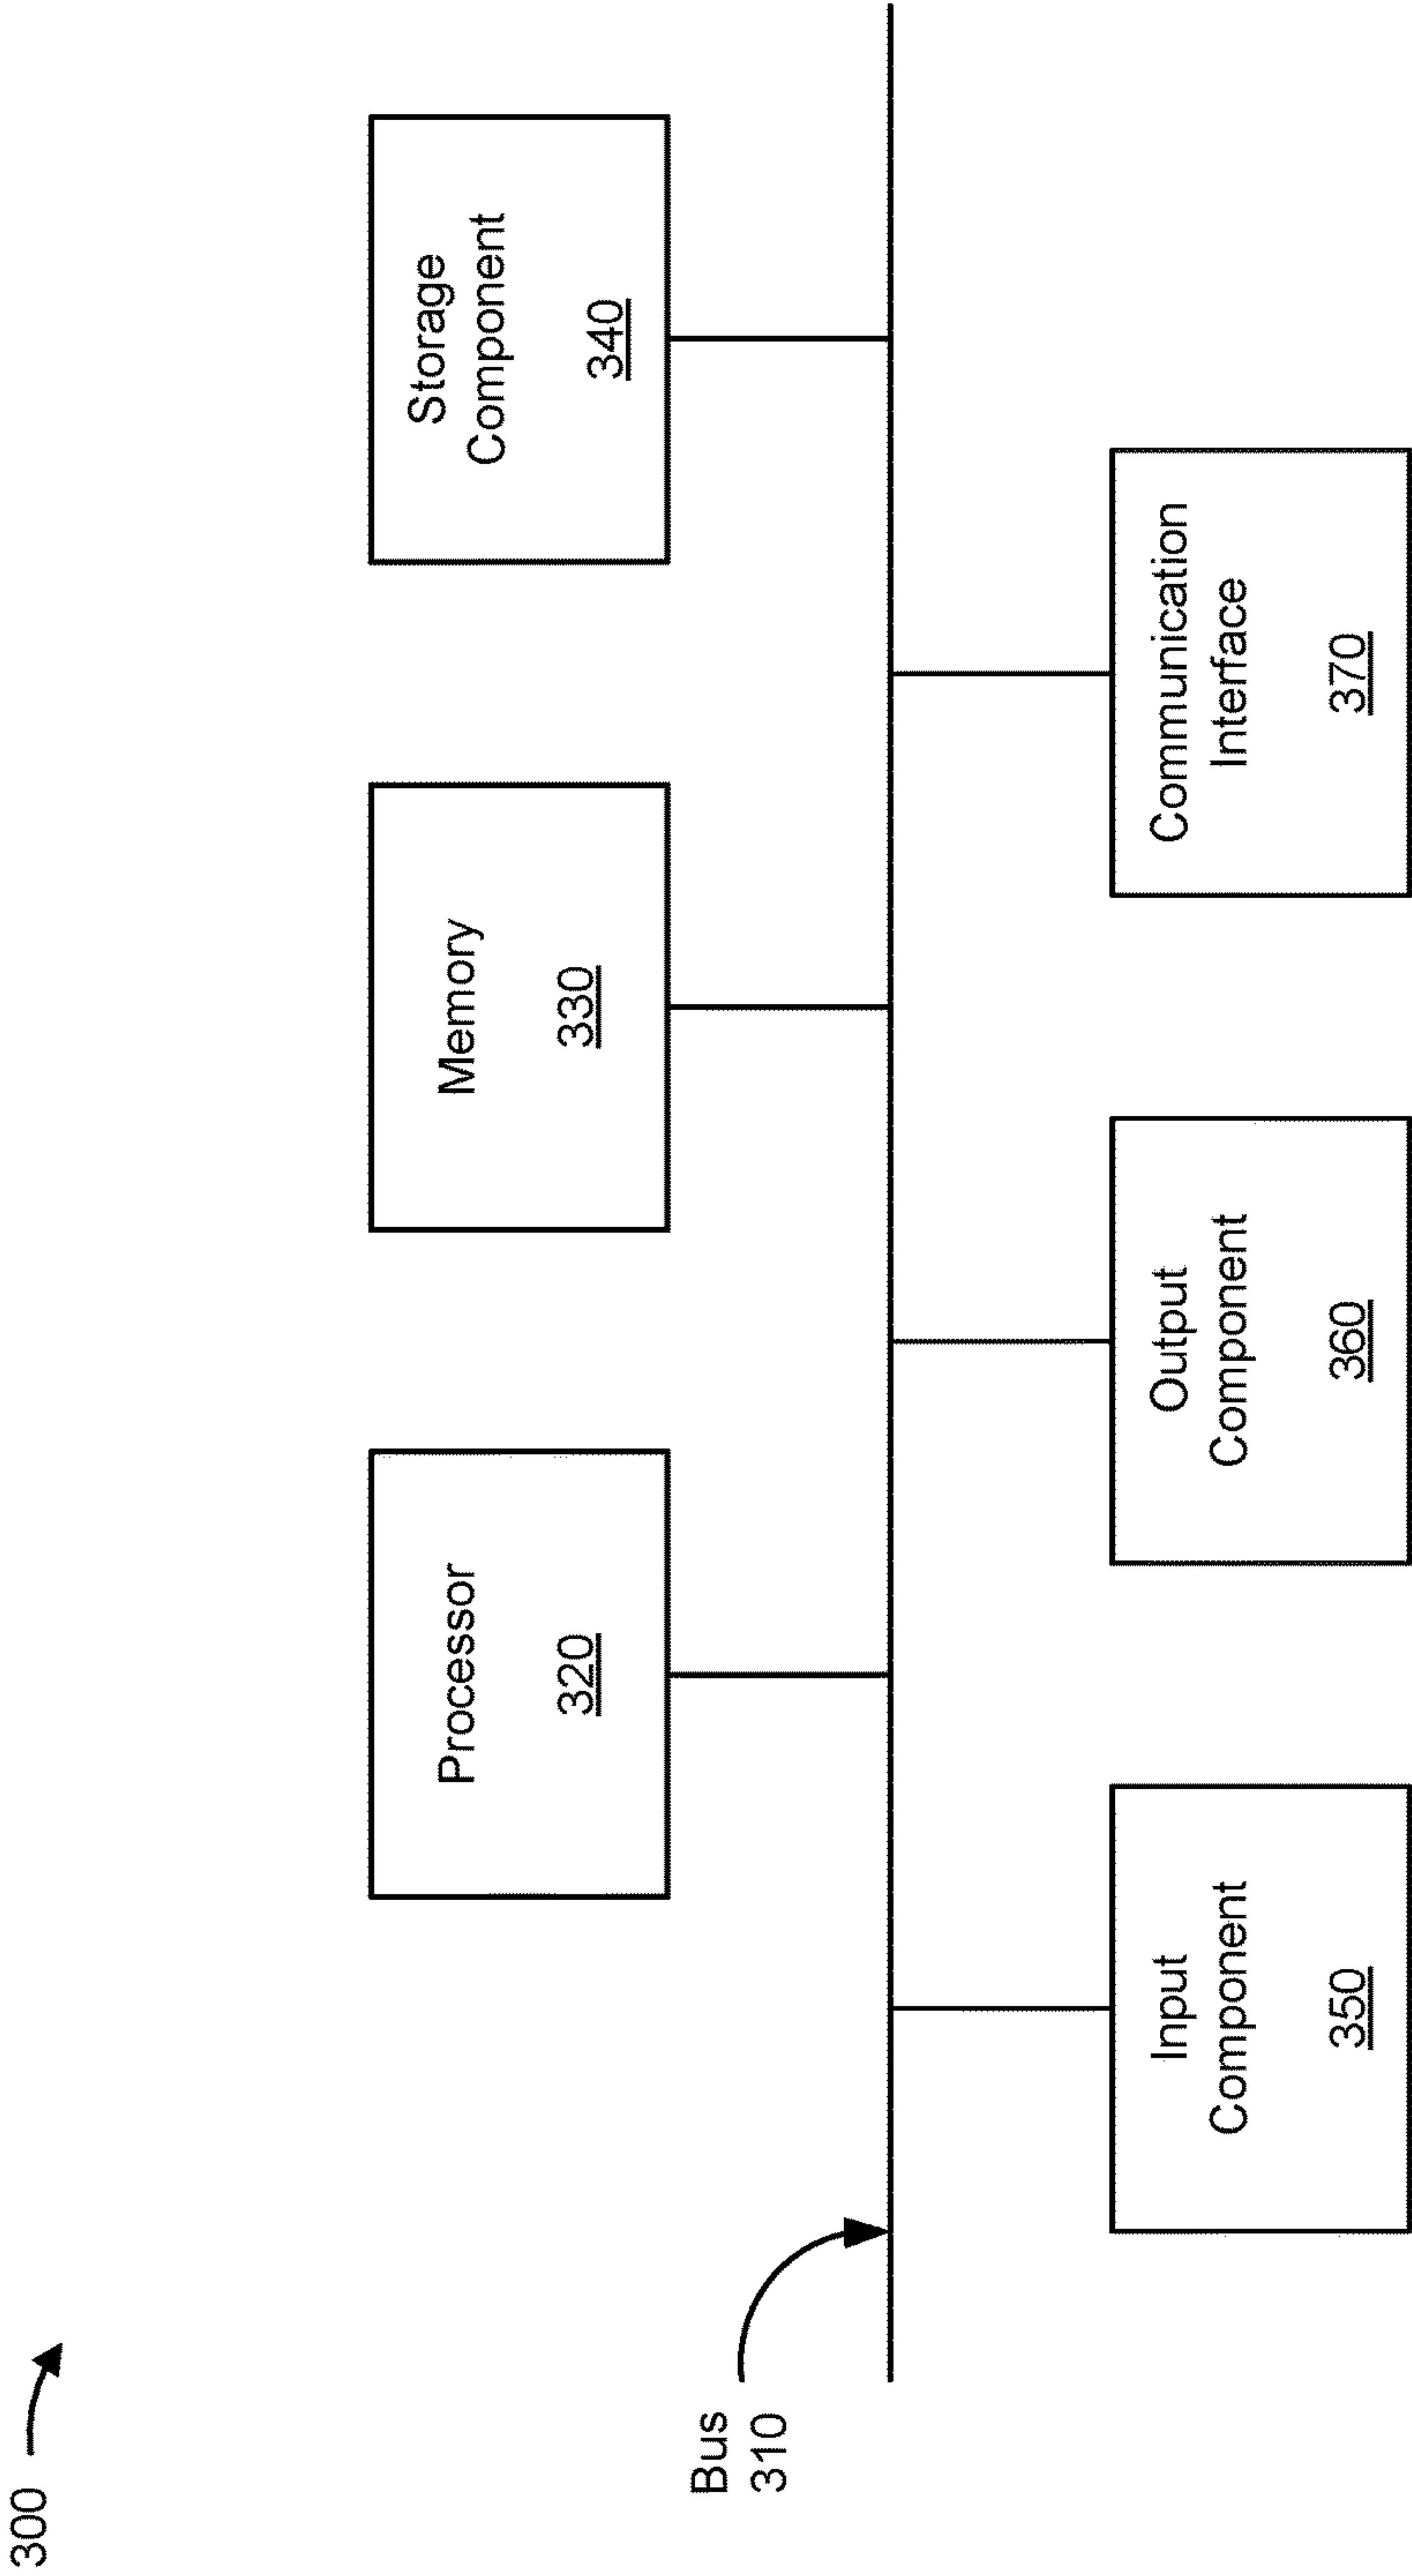 300
Processor
320
Memory
330
Storage
Component
340
Bus
310
Input
Component
350
Output
Component
360
Communication
Interface
370